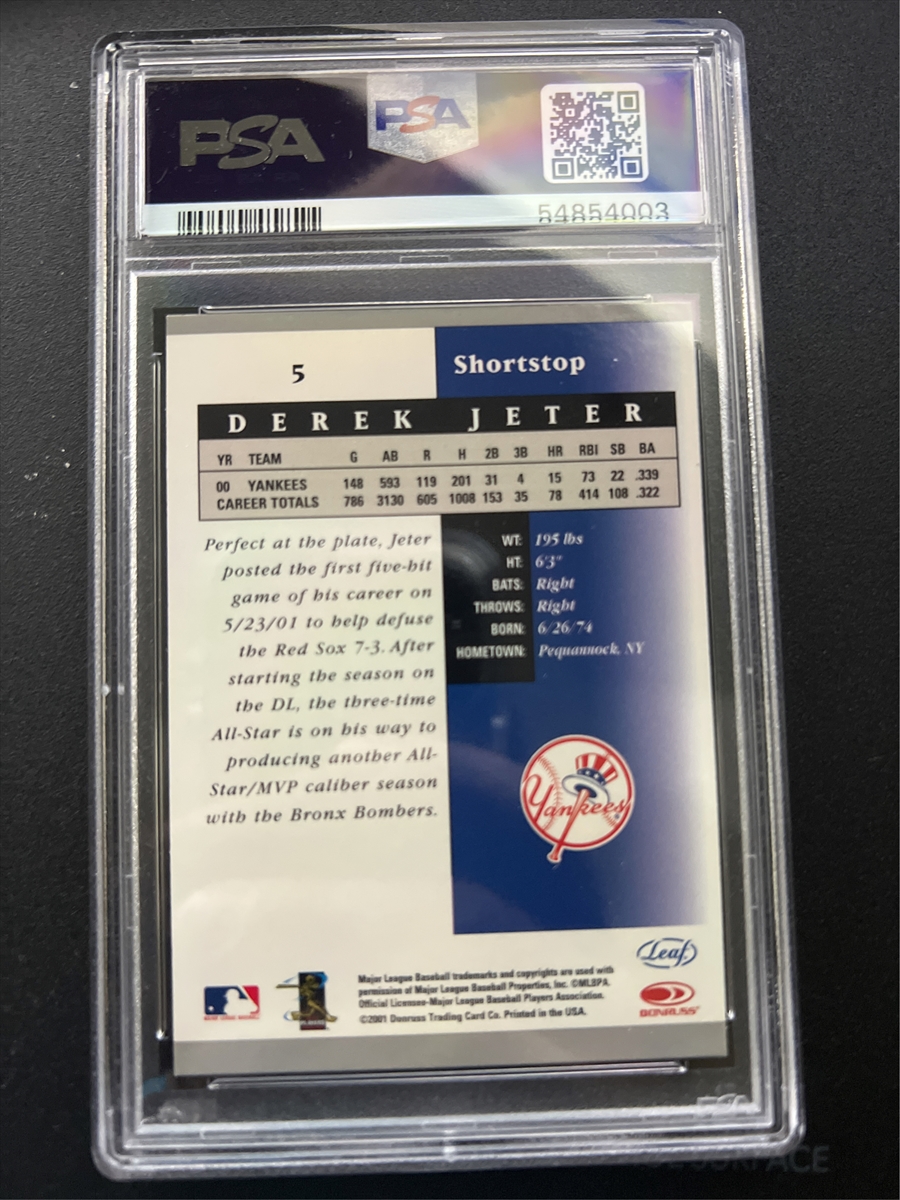 PSA
PSA
54854003
5
Shortstop
DEREK JETER
YR TEAM G AB R H 2B 3B HR RBI SB BA
00 YANKEES 148 593 119 201 31 4 15 73 22 .339
CAREER TOTALS 786 3130 605 1008 153 35 78 414 108 .322
Perfect at the plate, Jeter
posted the first five-hit
game of his career on
5/23/01 to help defuse
the Red Sox 7-3. After
starting the season on
the DL, the three-time
All-Star is on his way to
producing another All-
Star/MVP caliber season
with the Bronx Bombers.
WT: 195 lbs
HT: 6'3"
BATS: Right
THROWS: Right
BORN: 6/26/74
HOMETOWN: Pequannock, NY
Yankees
Leaf
Major League Baseball trademarks and copyrights are used with
permission of Major League Baseball Properties, Inc. ©MLBPA
Official Licensee-Major League Baseball Players Association.
©2001 Donruss Trading Card Co. Printed in the USA.
DONRUSS
PSA
SURFACE